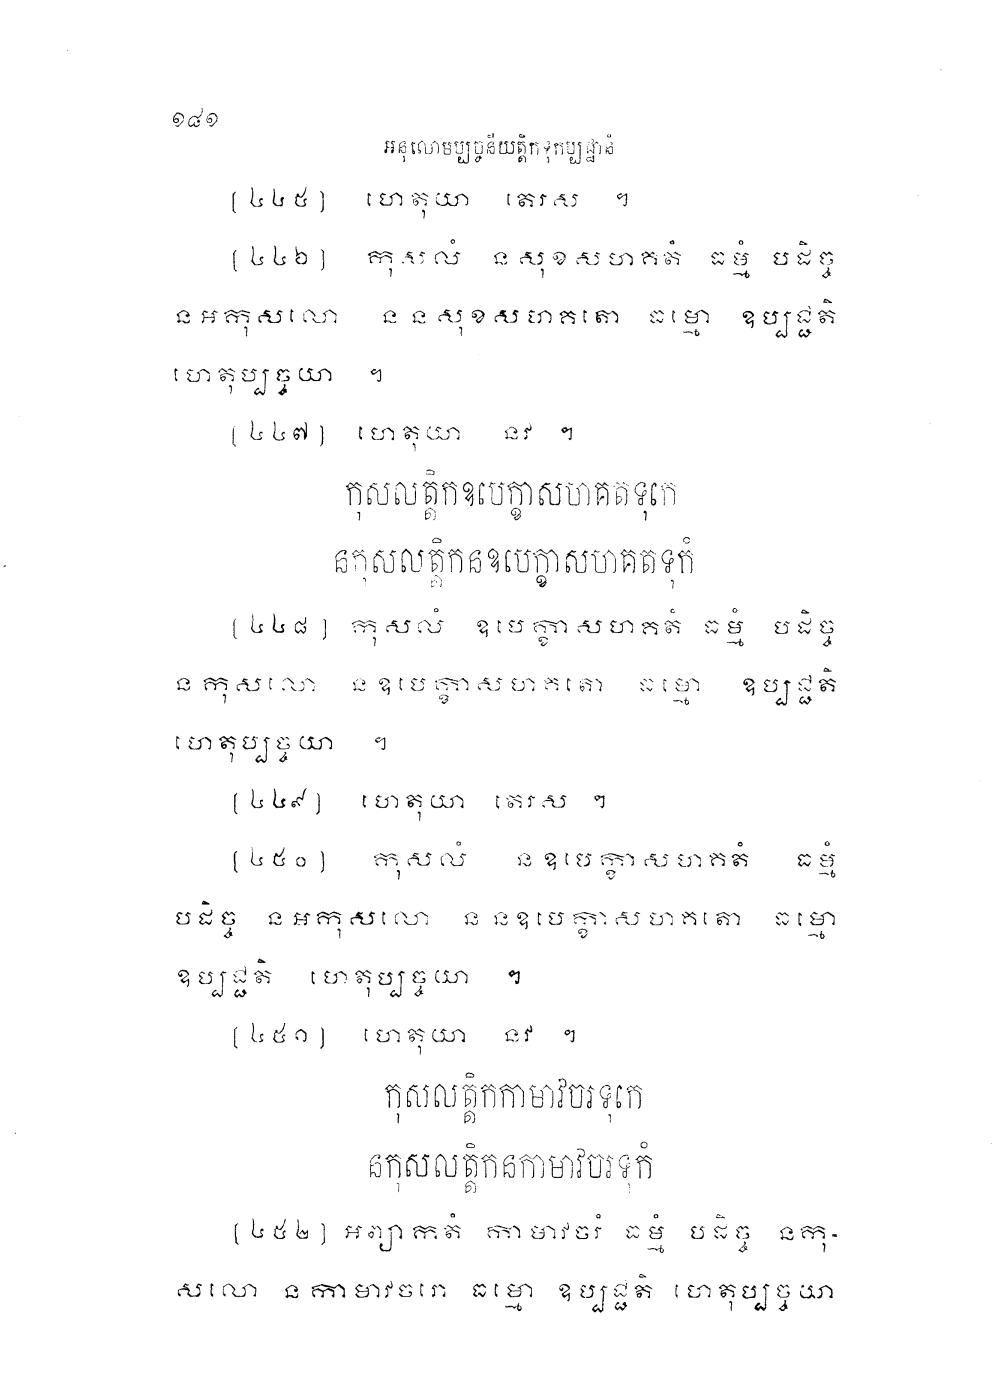 ១៨១
អនុលោមប្បច្ចនីយត្តិកទុកប្បដ្ឋានំ
(៤៤៥) ហេតុយា តេរស ។
(៤៤៦) កុសលំ នសុខសហគតំ ធម្មំ បដិច្ច
នអកុសលោ ននសុខសហគតោ ធម្មោ ឧប្បជ្ជតិ
ហេតុប្បច្ចយា ។
(៤៤៧) ហេតុយា នវ ។
កុសលត្តិកឧបេក្ខាសហគតទុកេ
នកុសលត្តិកនឧបេក្ខាសហគតទុកំ
(៤៤៨) កុសលំ ឧបេក្ខាសហគតំ ធម្មំ បដិច្ច
នកុសលោ នឧបេក្ខាសហគតោ ធម្មោ ឧប្បជ្ជតិ
ហេតុប្បច្ចយា ។
(៤៤៩) ហេតុយា តេរស ។
(៤៥០) កុសលំ នឧបេក្ខាសហគតំ ធម្មំ
បដិច្ច នអកុសលោ ននឧបេក្ខាសហគតោ ធម្មោ
ឧប្បជ្ជតិ ហេតុប្បច្ចយា ។
(៤៥១) ហេតុយា នវ ។
កុសលត្តិកកាមាវចរទុកេ
នកុសលត្តិកនកាមាវចរទុកំ
(៤៥២) អព្យាកតំ កាមាវចរំ ធម្មំ បដិច្ច នកុ-
សលោ នកាមាវចរោ ធម្មោ ឧប្បជ្ជតិ ហេតុប្បច្ចយា